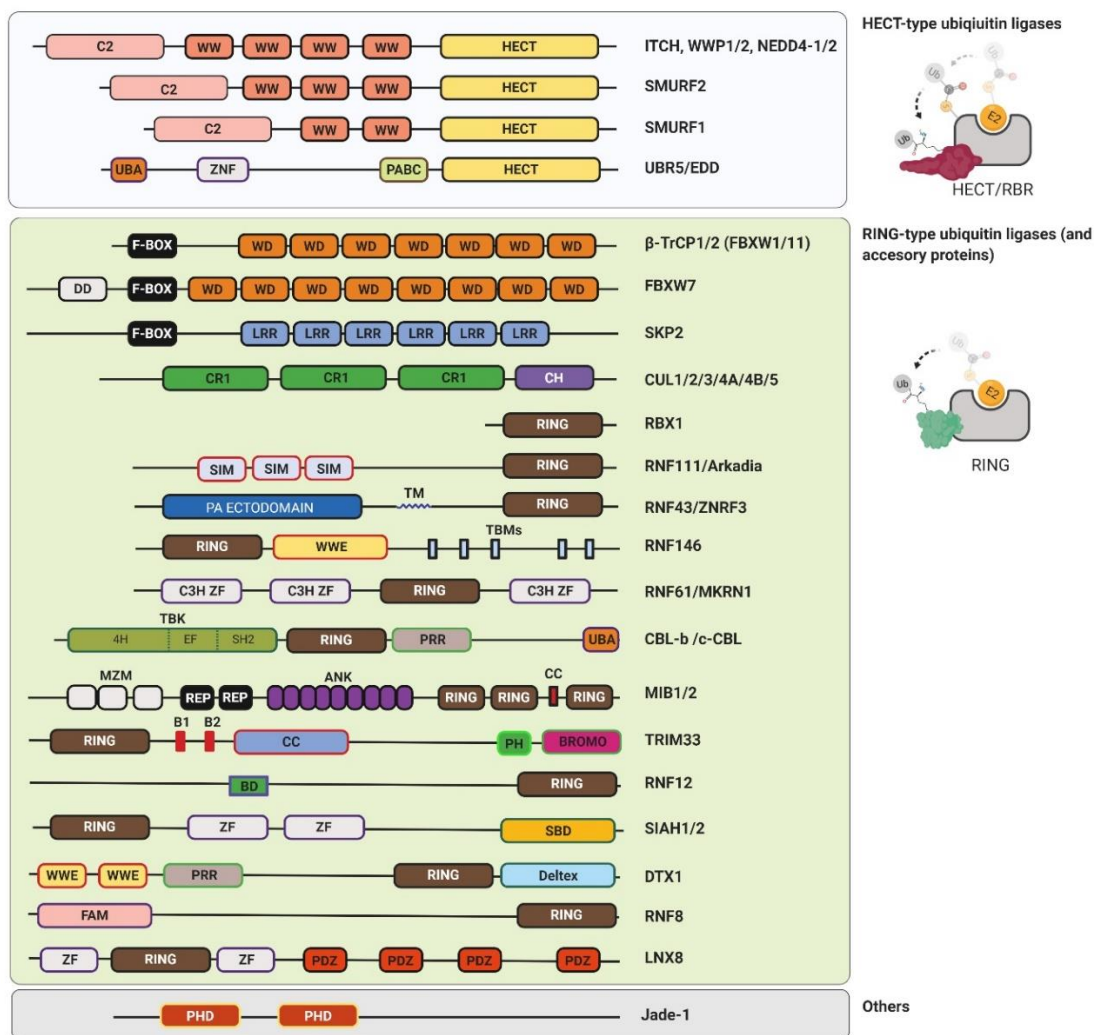 HECT-type ubiqiuitin ligases
C2 WW WW WW WW HECT ITCH, WWP1/2, NEDD4-1/2
C2 WW WW WW HECT SMURF2
C2 WW WW HECT SMURF1
UBA ZNF PABC HECT UBR5/EDD
Ub
Ub
E2
Ub
HECT/RBR
RING-type ubiquitin ligases (and
accesory proteins)
F-BOX WD WD WD WD WD WD WD β-TrCP1/2 (FBXW1/11)
DD F-BOX WD WD WD WD WD WD WD WD FBXW7
F-BOX LRR LRR LRR LRR LRR LRR SKP2
CR1 CR1 CR1 CH CUL1/2/3/4A/4B/5
RING RBX1
SIM SIM SIM RING RNF111/Arkadia
TM
PA ECTODOMAIN RING RNF43/ZNRF3
TBMs
RING WWE RNF146
C3H ZF C3H ZF RING C3H ZF RNF61/MKRN1
TBK
4H EF SH2 RING PRR UBA CBL-b /c-CBL
MZM ANK CC
REP REP RING RING RING MIB1/2
B1 B2
RING CC PH BROMO TRIM33
BD RING RNF12
RING ZF ZF SBD SIAH1/2
WWE WWE PRR RING Deltex DTX1
FAM RING RNF8
ZF RING ZF PDZ PDZ PDZ PDZ LNX8
Ub
Ub
E2
RING
Others
PHD PHD Jade-1